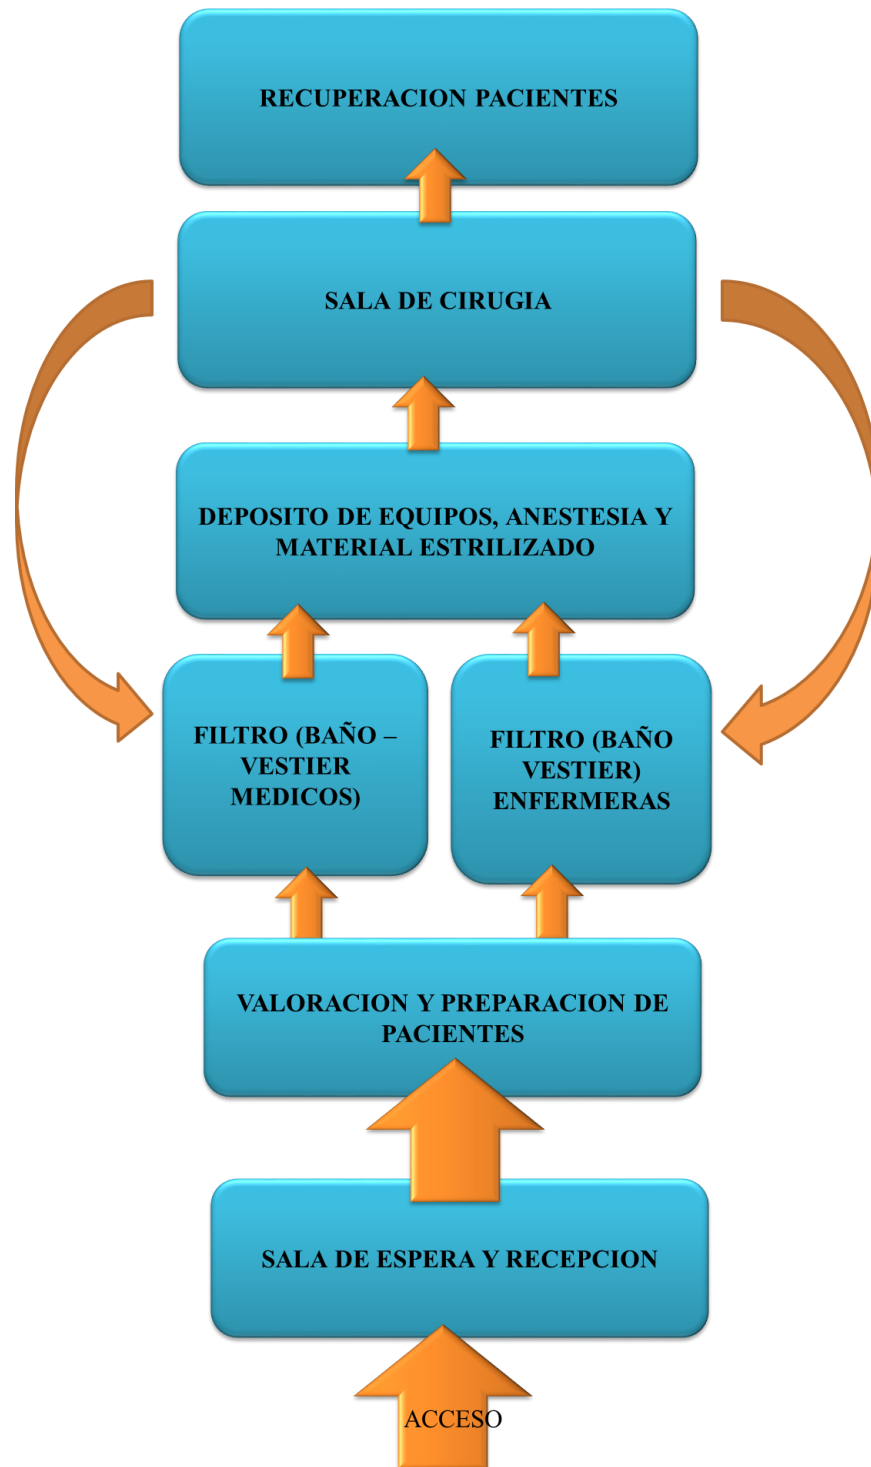 RECUPERACION PACIENTES
SALA DE CIRUGIA
DEPOSITO DE EQUIPOS, ANESTESIA Y
MATERIAL ESTRILIZADO
FILTRO (BAÑO –
VESTIER
MEDICOS)
FILTRO (BAÑO
VESTIER)
ENFERMERAS
VALORACION Y PREPARACION DE
PACIENTES
SALA DE ESPERA Y RECEPCION
ACCESO